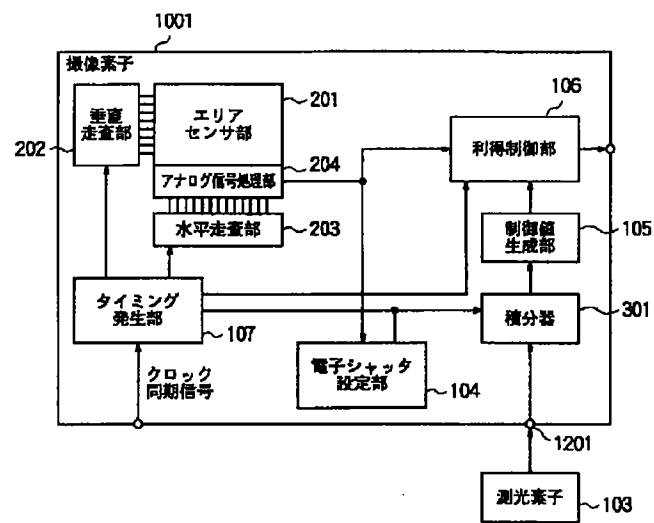 1001
撮像素子
垂直
走査部
202
エリア
センサ部
201
204
アナログ信号処理部
水平走査部
203
106
利得制御部
制御値
生成部
105
タイミング
発生部
107
積分器
301
電子シャッタ
設定部
104
クロック
同期信号
1201
測光素子
103